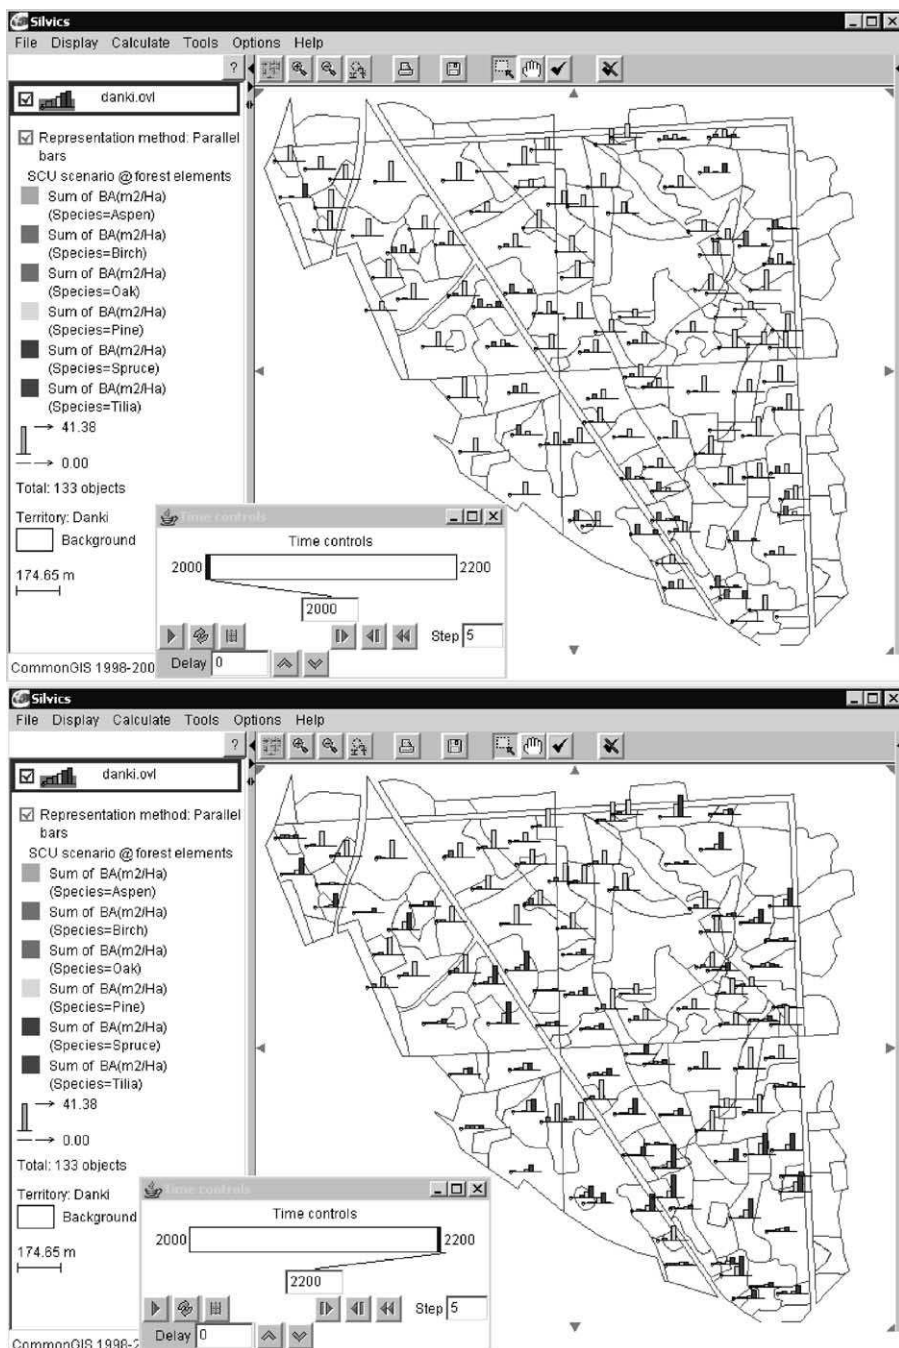 Silvics
File Display Calculate Tools Options Help
?
danki.ovl
Representation method: Parallel
bars
SCU scenario @ forest elements
Sum of BA(m2/Ha)
(Species=Aspen)
Sum of BA(m2/Ha)
(Species=Birch)
Sum of BA(m2/Ha)
(Species=Oak)
Sum of BA(m2/Ha)
(Species=Pine)
Sum of BA(m2/Ha)
(Species=Spruce)
Sum of BA(m2/Ha)
(Species=Tilia)
41.38
0.00
Total: 133 objects
Territory: Danki
Background
174.65 m
Time controls
Time controls
2000 2200
2000
Step 5
Delay 0
CommonGIS 1998-200
Silvics
File Display Calculate Tools Options Help
?
danki.ovl
Representation method: Parallel
bars
SCU scenario @ forest elements
Sum of BA(m2/Ha)
(Species=Aspen)
Sum of BA(m2/Ha)
(Species=Birch)
Sum of BA(m2/Ha)
(Species=Oak)
Sum of BA(m2/Ha)
(Species=Pine)
Sum of BA(m2/Ha)
(Species=Spruce)
Sum of BA(m2/Ha)
(Species=Tilia)
41.38
0.00
Total: 133 objects
Territory: Danki
Background
174.65 m
Time controls
Time controls
2000 2200
2200
Step 5
Delay 0
CommonGIS 1998-2